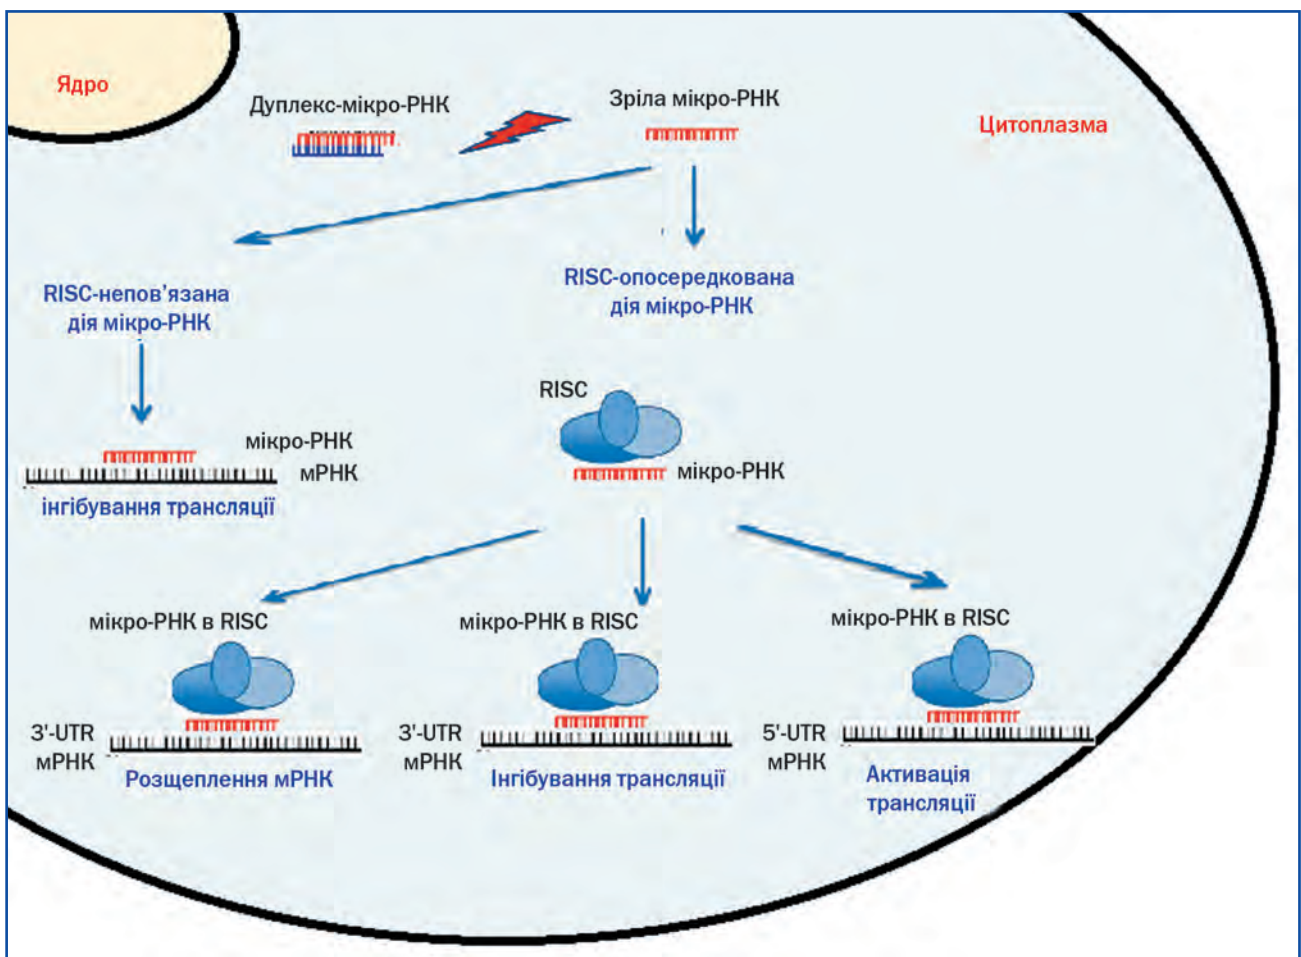 Ядро
Дуплекс-мікро-РНК
Зріла мікро-РНК
Цитоплазма
RISC-непов’язана
дія мікро-РНК
RISC-опосередкована
дія мікро-РНК
RISC
мікро-РНК
мікро-РНК
мРНК
інгібування трансляції
мікро-РНК в RISC
3'-UTR
мРНК
Розщеплення мРНК
мікро-РНК в RISC
3'-UTR
мРНК
Інгібування трансляції
мікро-РНК в RISC
5'-UTR
мРНК
Активація
трансляції